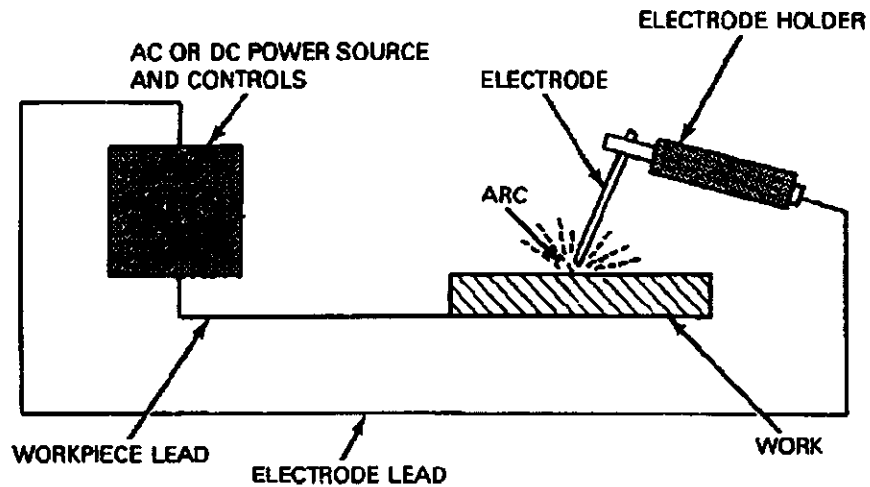 ELECTRODE HOLDER
AC OR DC POWER SOURCE
AND CONTROLS
ELECTRODE
ARC
WORKPIECE LEAD
ELECTRODE LEAD
WORK